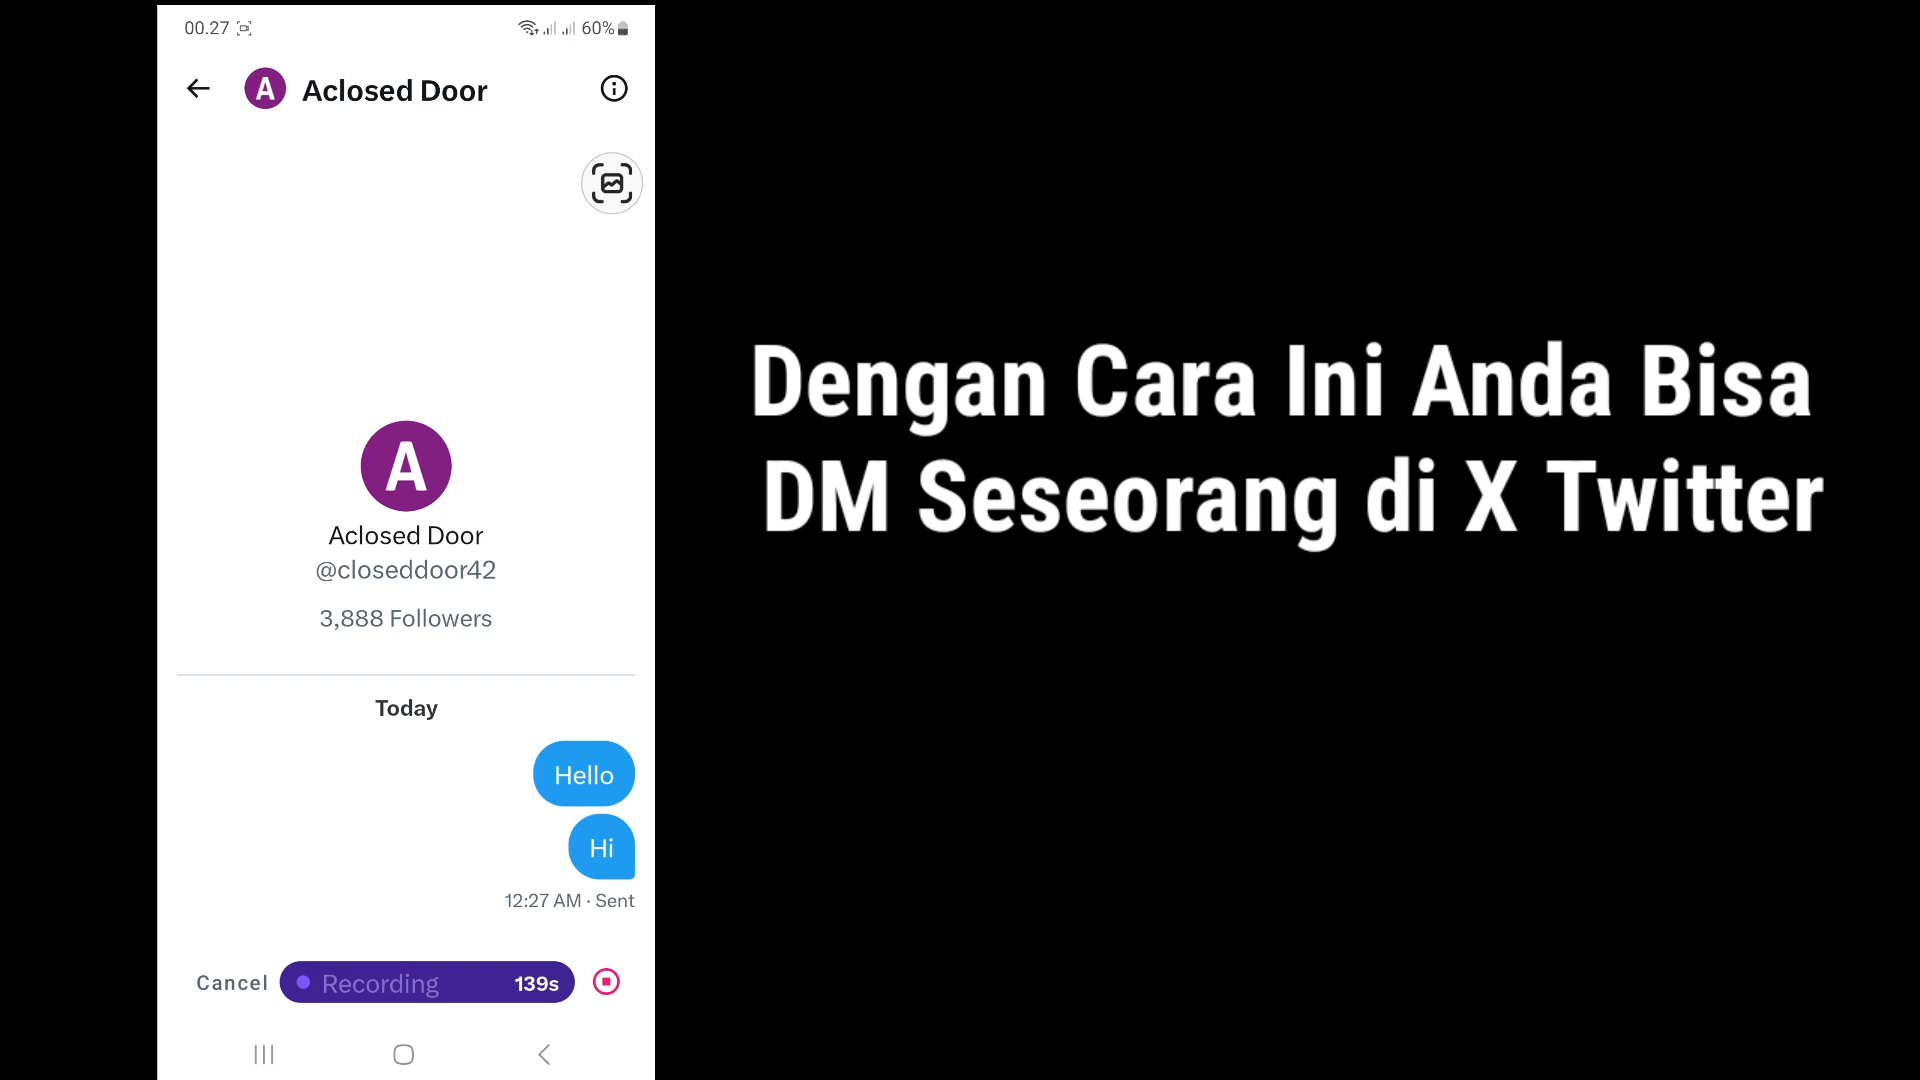 00.27
60%
A
Aclosed Door
A
Aclosed Door
@closeddoor42
3,888 Followers
Today
Hello
Hi
12:27 AM · Sent
Cancel
Recording
139s
Dengan Cara Ini Anda Bisa
DM Seseorang di X Twitter